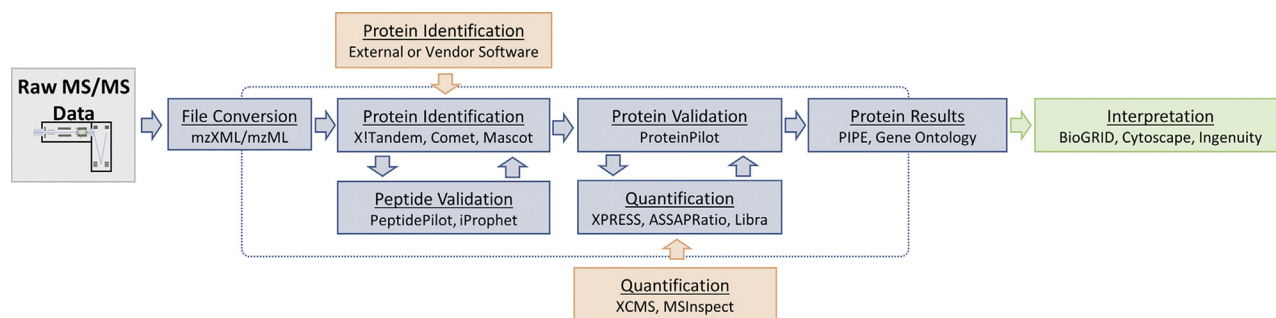 Protein Identification
External or Vendor Software
Raw MS/MS
Data
File Conversion
mzXML/mzML
Protein Identification
X!Tandem, Comet, Mascot
Protein Validation
ProteinPilot
Protein Results
PIPE, Gene Ontology
Interpretation
BioGRID, Cytoscape, Ingenuity
Peptide Validation
PeptidePilot, iProphet
Quantification
XPRESS, ASSAPRatio, Libra
Quantification
XCMS, MSInspect